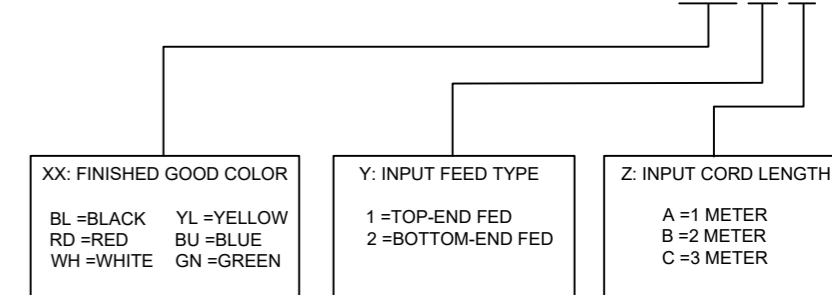 XX: FINISHED GOOD COLOR
BL =BLACK YL =YELLOW
RD =RED BU =BLUE
WH =WHITE GN =GREEN
Y: INPUT FEED TYPE
1 =TOP-END FED
2 =BOTTOM-END FED
Z: INPUT CORD LENGTH
A =1 METER
B =2 METER
C =3 METER